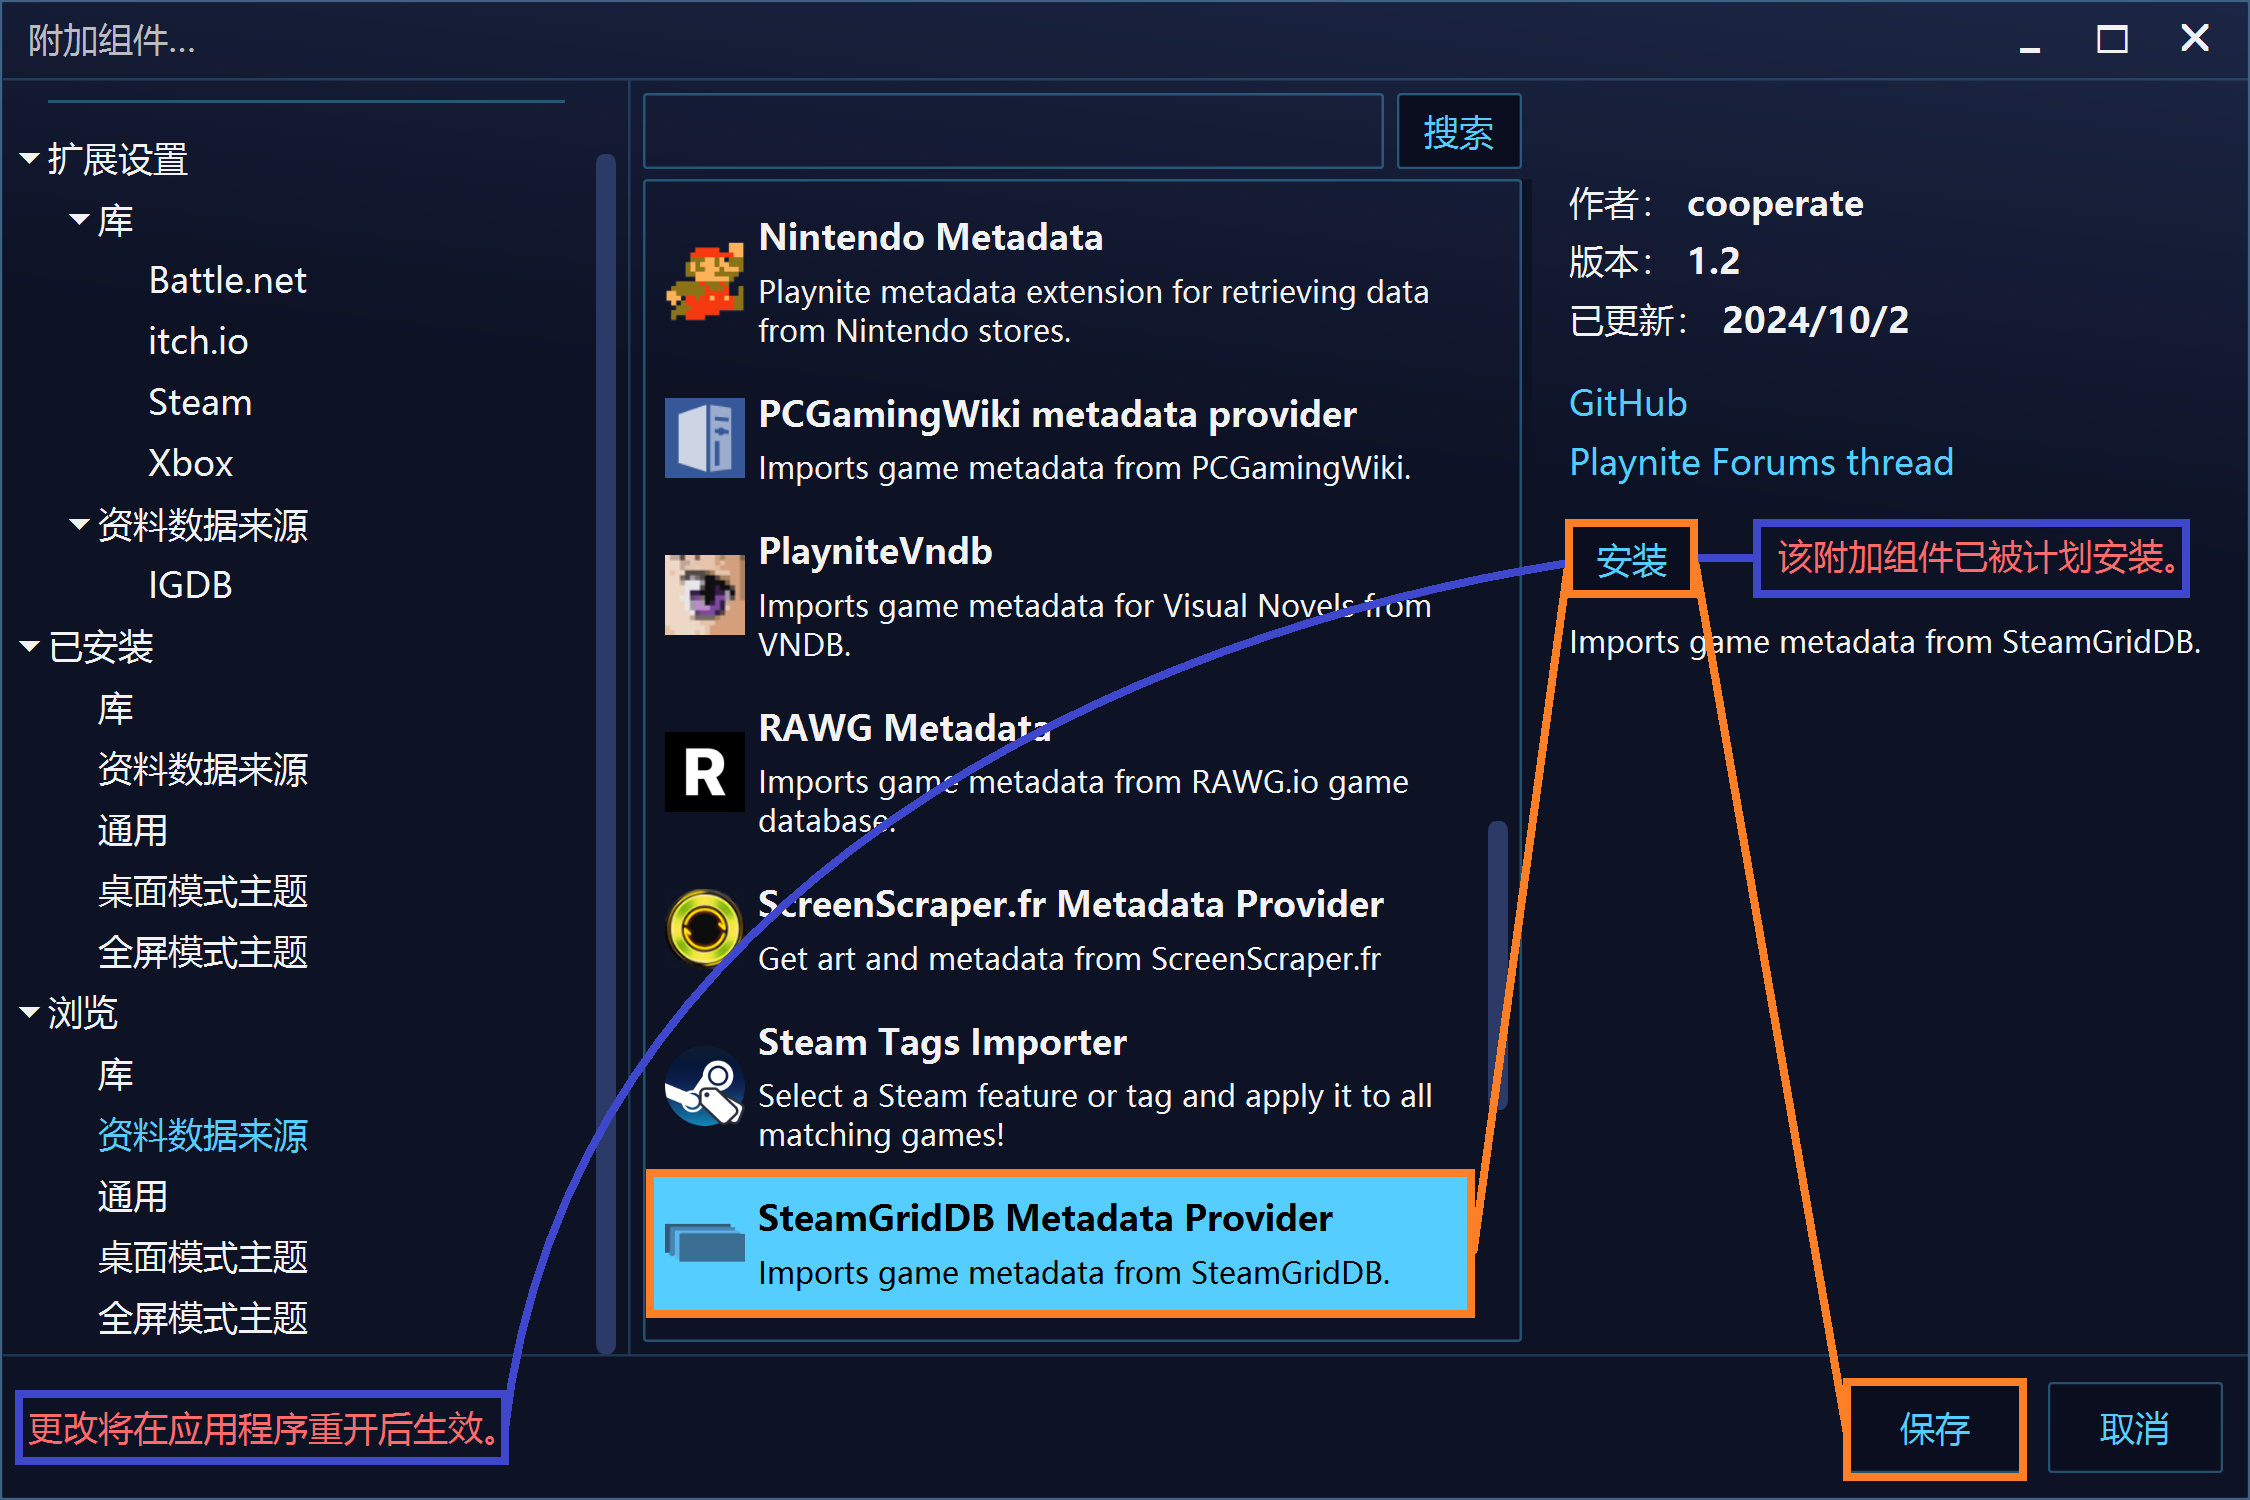 附加组件...
扩展设置
库
Battle.net
itch.io
Steam
Xbox
资料数据来源
IGDB
已安装
库
资料数据来源
通用
桌面模式主题
全屏模式主题
浏览
库
资料数据来源
通用
桌面模式主题
全屏模式主题
搜索
Nintendo Metadata
Playnite metadata extension for retrieving data
from Nintendo stores.
PCGamingWiki metadata provider
Imports game metadata from PCGamingWiki.
PlayniteVndb
Imports game metadata for Visual Novels from
VNDB.
R
RAWG Metadata
Imports game metadata from RAWG.io game
database.
ScreenScraper.fr Metadata Provider
Get art and metadata from ScreenScraper.fr
Steam Tags Importer
Select a Steam feature or tag and apply it to all
matching games!
SteamGridDB Metadata Provider
Imports game metadata from SteamGridDB.
作者： cooperate
版本： 1.2
已更新： 2024/10/2
GitHub
Playnite Forums thread
安装
该附加组件已被计划安装。
Imports game metadata from SteamGridDB.
更改将在应用程序重开后生效。
保存
取消